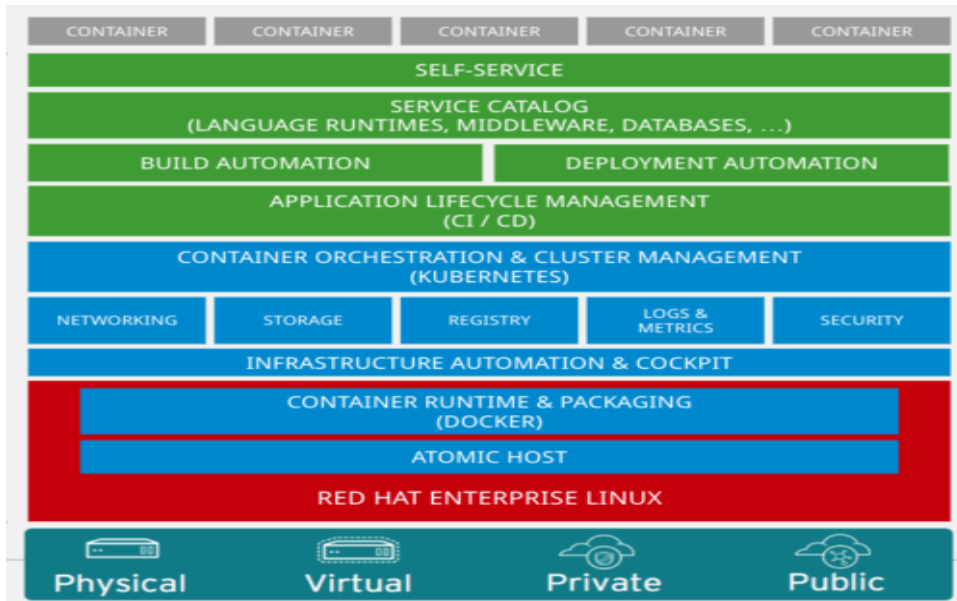 CONTAINER CONTAINER CONTAINER CONTAINER CONTAINER
SELF-SERVICE
SERVICE CATALOG
(LANGUAGE RUNTIMES, MIDDLEWARE, DATABASES, ...)
BUILD AUTOMATION DEPLOYMENT AUTOMATION
APPLICATION LIFECYCLE MANAGEMENT
(CI / CD)
CONTAINER ORCHESTRATION & CLUSTER MANAGEMENT
(KUBERNETES)
NETWORKING STORAGE REGISTRY LOGS &
METRICS SECURITY
INFRASTRUCTURE AUTOMATION & COCKPIT
CONTAINER RUNTIME & PACKAGING
(DOCKER)
ATOMIC HOST
RED HAT ENTERPRISE LINUX
Physical Virtual Private Public